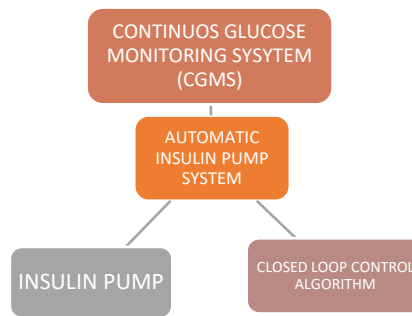 CONTINUOS GLUCOSE
MONITORING SYSYTEM
(CGMS)
AUTOMATIC
INSULIN PUMP
SYSTEM
INSULIN PUMP
CLOSED LOOP CONTROL
ALGORITHM